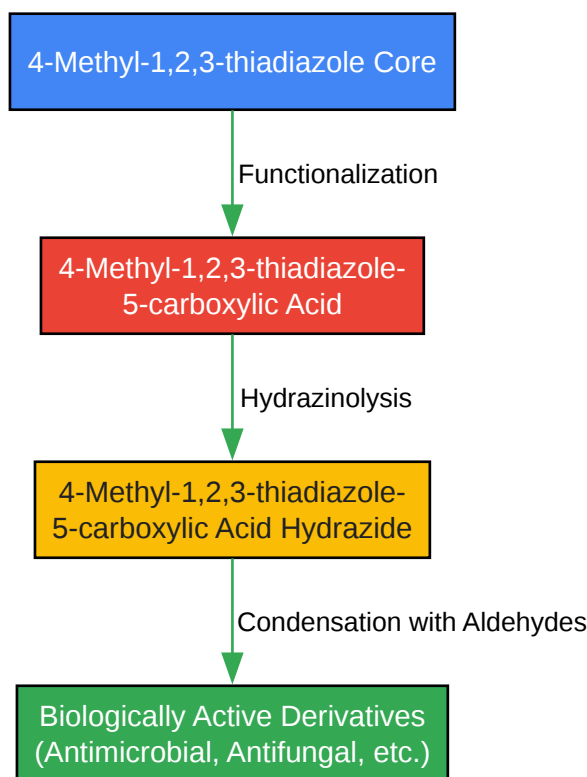 4-Methyl-1,2,3-thiadiazole Core
Functionalization
4-Methyl-1,2,3-thiadiazole-
5-carboxylic Acid
Hydrazinolysis
4-Methyl-1,2,3-thiadiazole-
5-carboxylic Acid Hydrazide
Condensation with Aldehydes
Biologically Active Derivatives
(Antimicrobial, Antifungal, etc.)